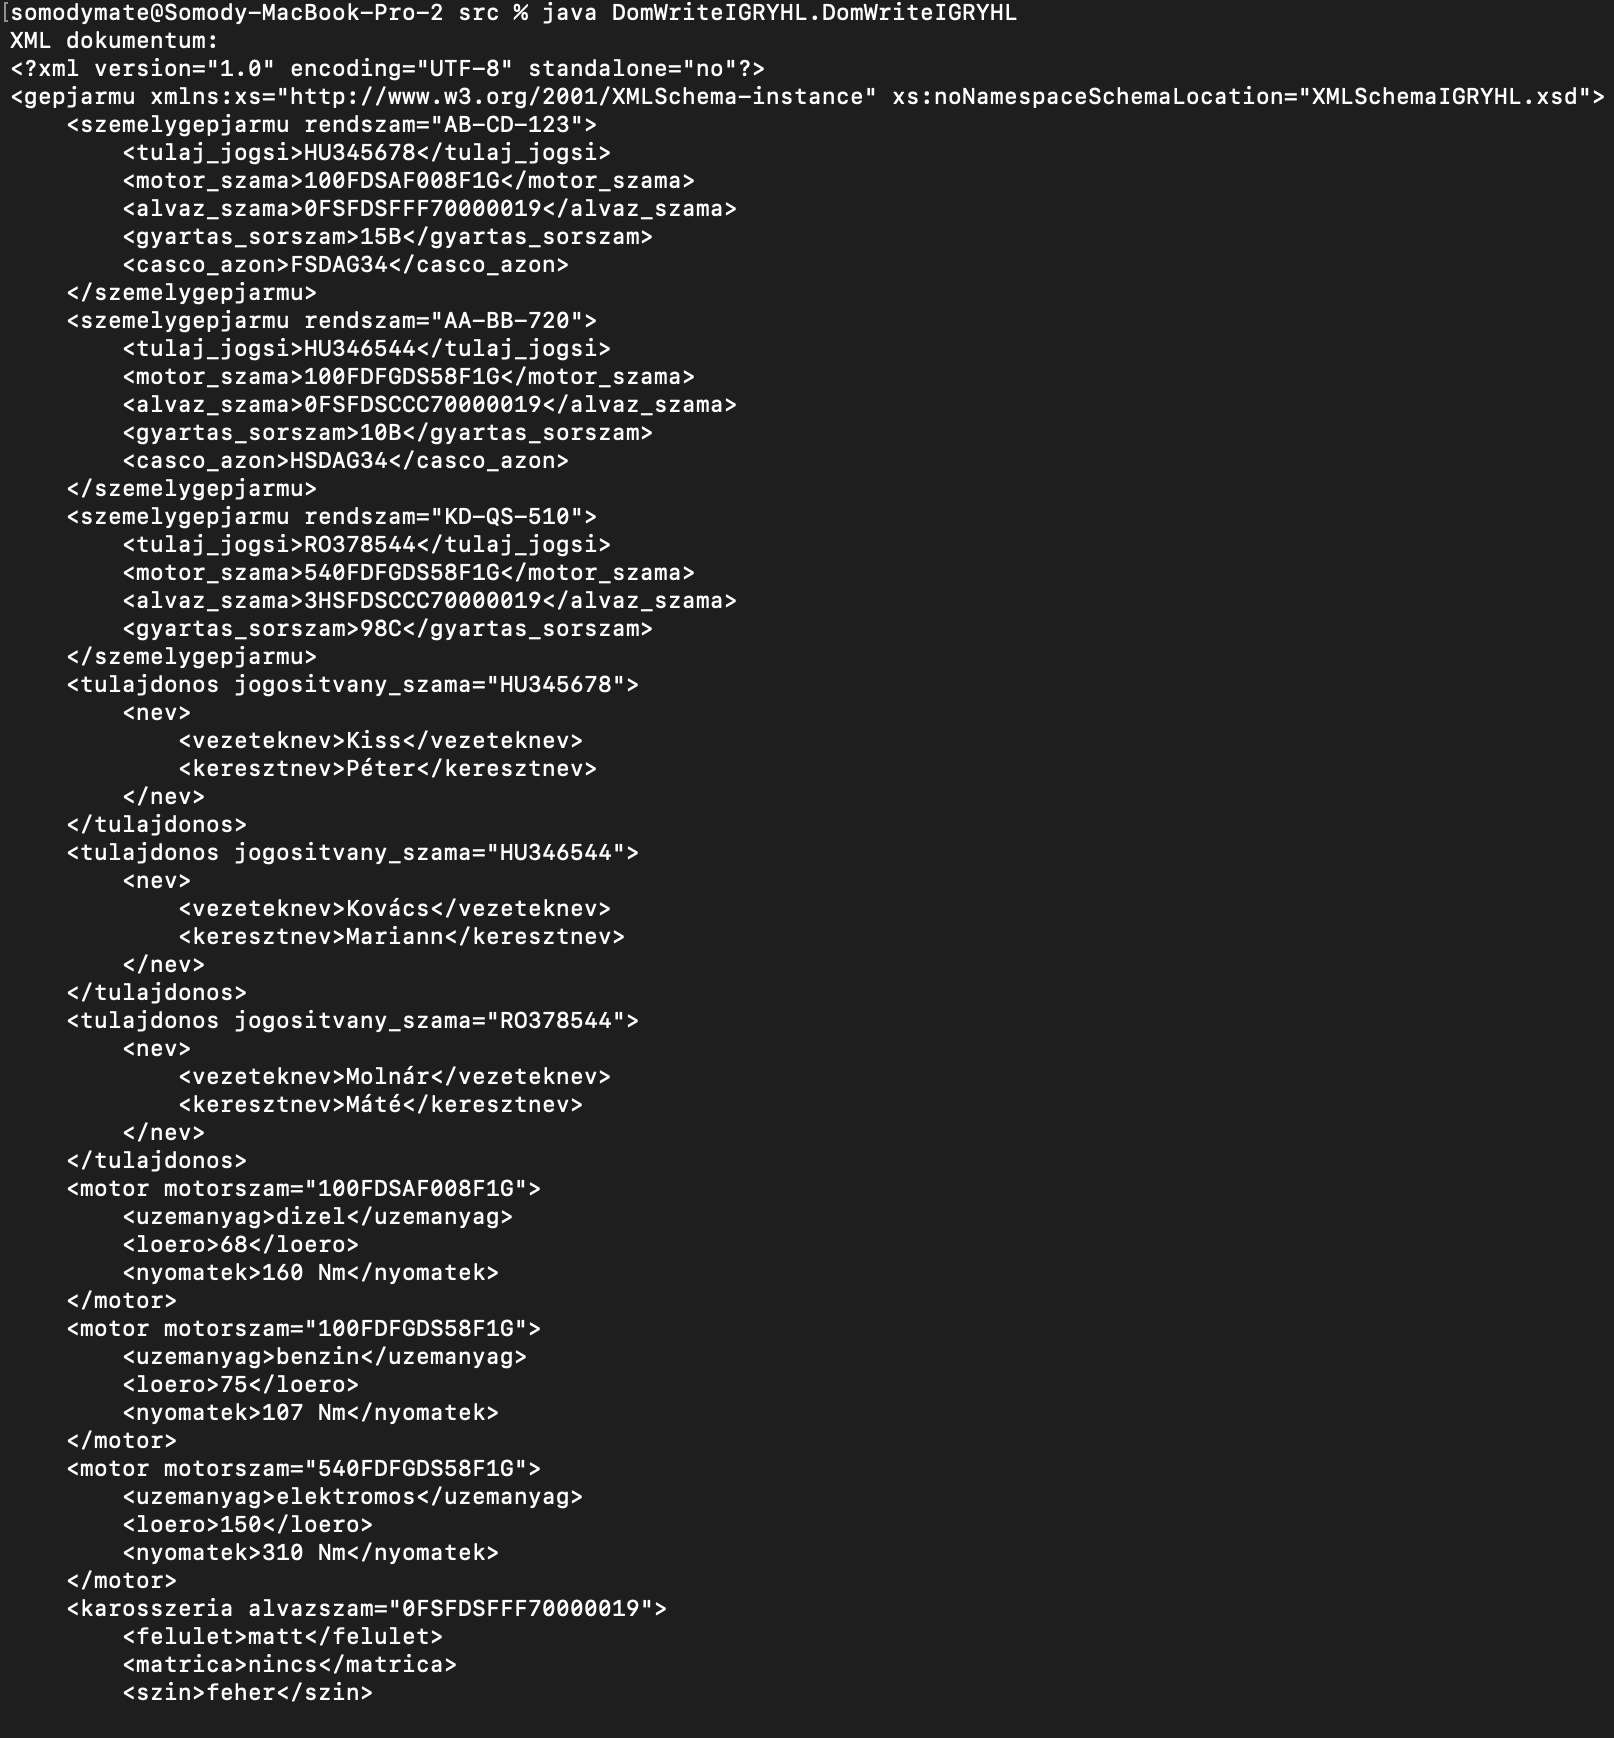 [somodymate@Somody-MacBook-Pro-2 src % java DomWriteIGRYHL.DomWriteIGRYHL
XML dokumentum:
<?xml version="1.0" encoding="UTF-8" standalone="no"?>
<gepjarmu xmlns:xs="http://www.w3.org/2001/XMLSchema-instance" xs:noNamespaceSchemaLocation="XMLSchemaIGRYHL.xsd">
    <szemelygepjarmu rendszam="AB-CD-123">
        <tulaj_jogsi>HU345678</tulaj_jogsi>
        <motor_szama>100FDSAF008F1G</motor_szama>
        <alvaz_szama>0FSFDSFFF70000019</alvaz_szama>
        <gyartas_sorszam>15B</gyartas_sorszam>
        <casco_azon>FSDAG34</casco_azon>
    </szemelygepjarmu>
    <szemelygepjarmu rendszam="AA-BB-720">
        <tulaj_jogsi>HU346544</tulaj_jogsi>
        <motor_szama>100FDFGDS58F1G</motor_szama>
        <alvaz_szama>0FSFDSCCC70000019</alvaz_szama>
        <gyartas_sorszam>10B</gyartas_sorszam>
        <casco_azon>HSDAG34</casco_azon>
    </szemelygepjarmu>
    <szemelygepjarmu rendszam="KD-QS-510">
        <tulaj_jogsi>RO378544</tulaj_jogsi>
        <motor_szama>540FDFGDS58F1G</motor_szama>
        <alvaz_szama>3HSFDSCCC70000019</alvaz_szama>
        <gyartas_sorszam>98C</gyartas_sorszam>
    </szemelygepjarmu>
    <tulajdonos jogositvany_szama="HU345678">
        <nev>
            <vezeteknev>Kiss</vezeteknev>
            <keresztnev>Péter</keresztnev>
        </nev>
    </tulajdonos>
    <tulajdonos jogositvany_szama="HU346544">
        <nev>
            <vezeteknev>Kovács</vezeteknev>
            <keresztnev>Mariann</keresztnev>
        </nev>
    </tulajdonos>
    <tulajdonos jogositvany_szama="RO378544">
        <nev>
            <vezeteknev>Molnár</vezeteknev>
            <keresztnev>Máté</keresztnev>
        </nev>
    </tulajdonos>
    <motor motorszam="100FDSAF008F1G">
        <uzemanyag>dizel</uzemanyag>
        <loero>68</loero>
        <nyomatek>160 Nm</nyomatek>
    </motor>
    <motor motorszam="100FDFGDS58F1G">
        <uzemanyag>benzin</uzemanyag>
        <loero>75</loero>
        <nyomatek>107 Nm</nyomatek>
    </motor>
    <motor motorszam="540FDFGDS58F1G">
        <uzemanyag>elektromos</uzemanyag>
        <loero>150</loero>
        <nyomatek>310 Nm</nyomatek>
    </motor>
    <karosszeria alvazszam="0FSFDSFFF70000019">
        <felulet>matt</felulet>
        <matrica>nincs</matrica>
        <szin>feher</szin>